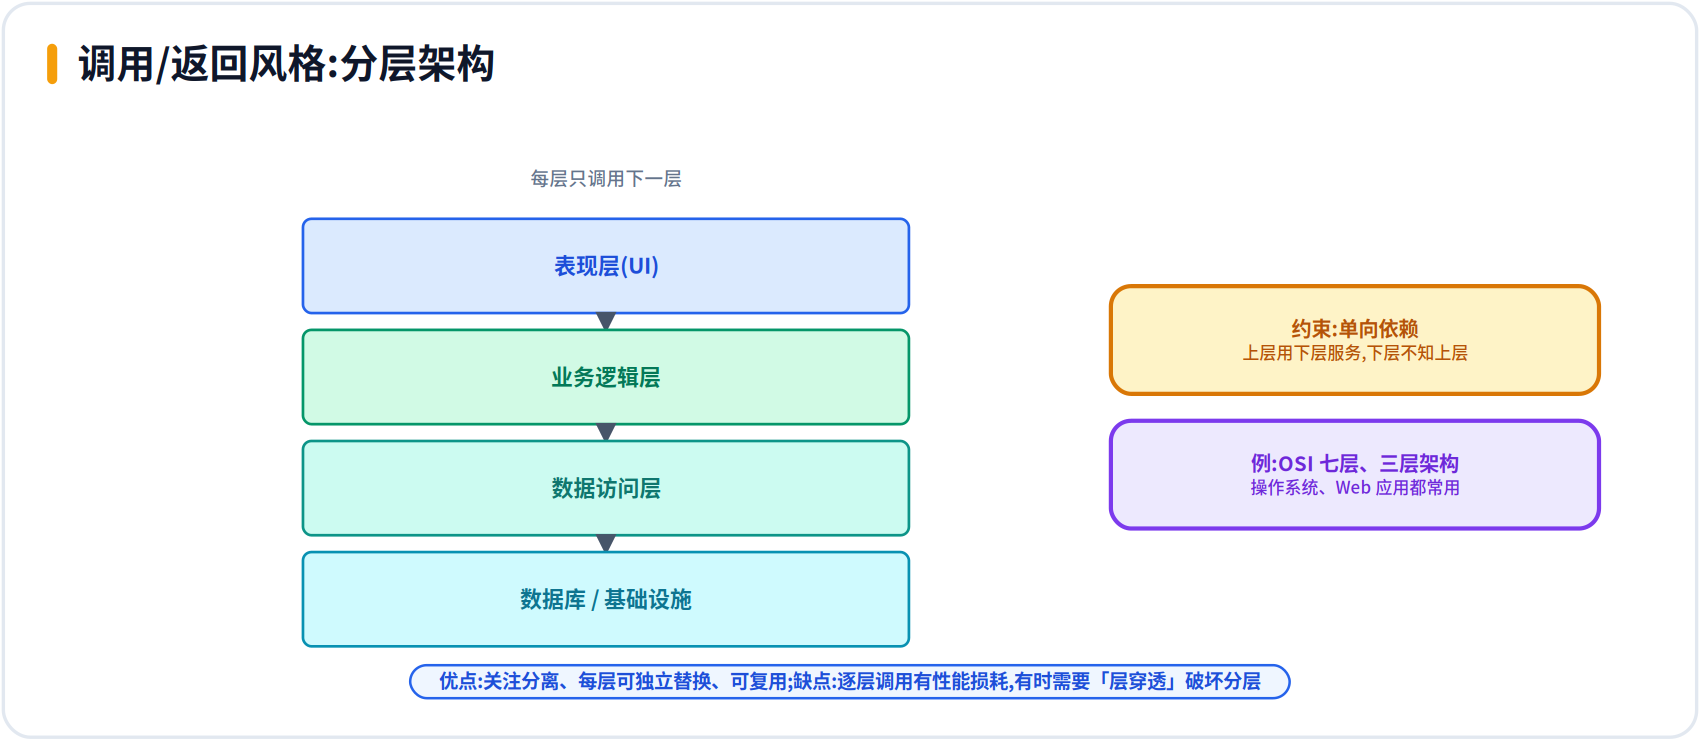 调用/返回风格:分层架构
每层只调用下一层
表现层(UI)
业务逻辑层
数据访问层
数据库 / 基础设施
约束:单向依赖
上层用下层服务,下层不知上层
例:OSI 七层、三层架构
操作系统、Web 应用都常用
优点:关注分离、每层可独立替换、可复用;缺点:逐层调用有性能损耗,有时需要「层穿透」破坏分层